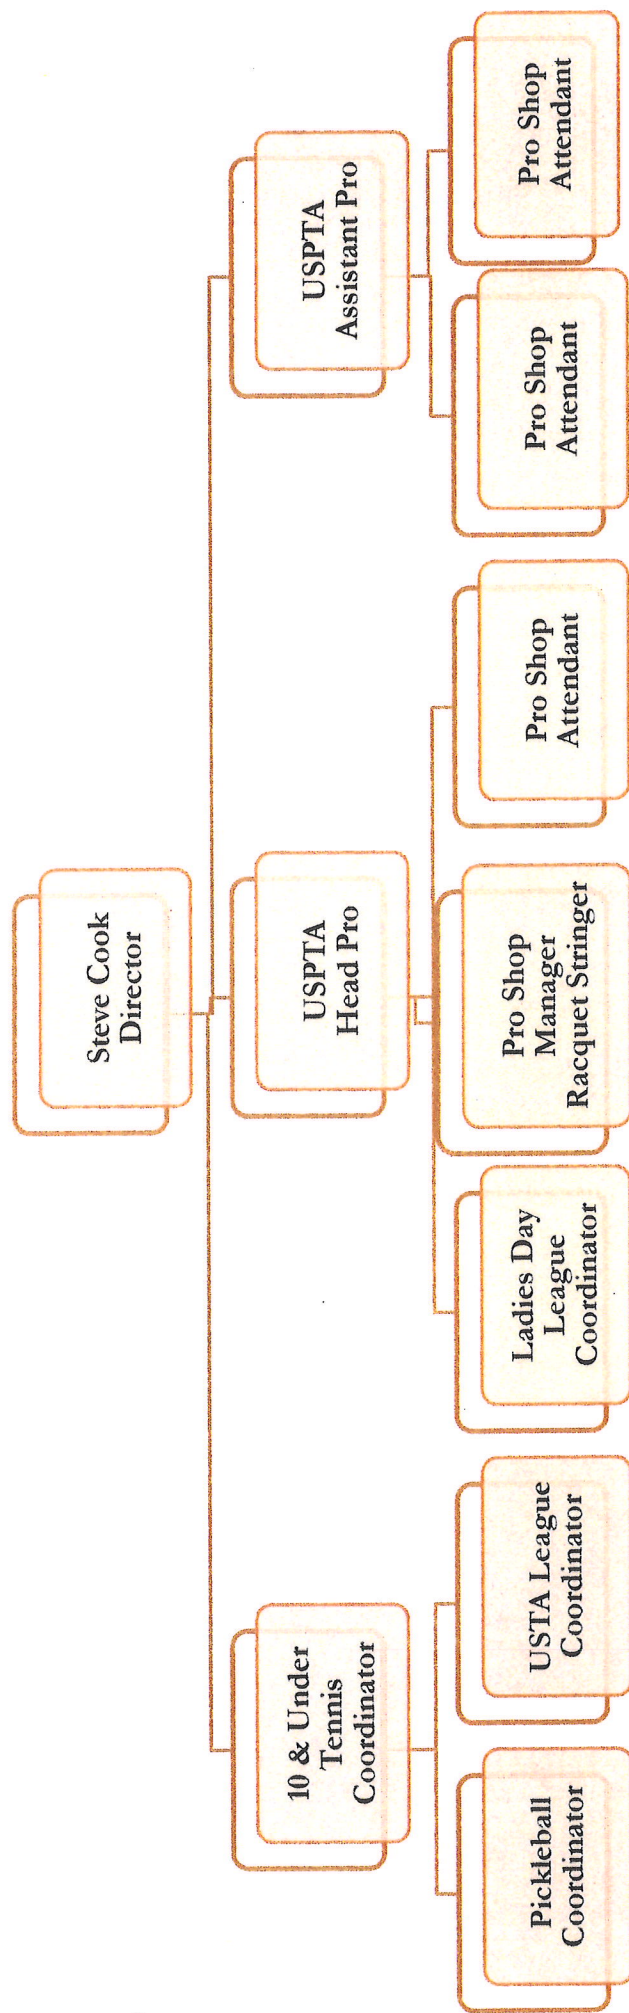 Steve Cook
Director
10 & Under
Tennis
Coordinator
USPTA
Head Pro
USPTA
Assistant Pro
Pickleball
Coordinator
USTA League
Coordinator
Ladies Day
League
Coordinator
Pro Shop
Manager
Racquet Stringer
Pro Shop
Attendant
Pro Shop
Attendant
Pro Shop
Attendant